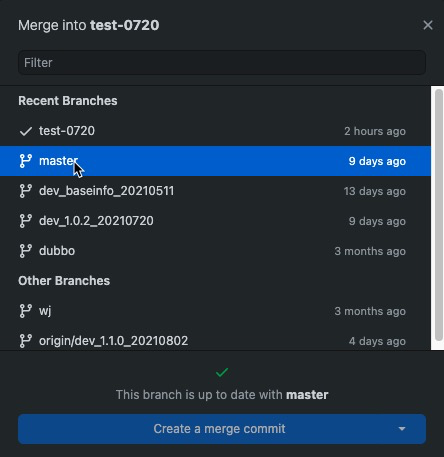 Merge into test-0720
Filter
Recent Branches
test-0720 2 hours ago
master 9 days ago
dev_baseinfo_20210511 13 days ago
dev_1.0.2_20210720 9 days ago
dubbo 3 months ago
Other Branches
wj 3 months ago
origin/dev_1.1.0_20210802 4 days ago
This branch is up to date with master
Create a merge commit